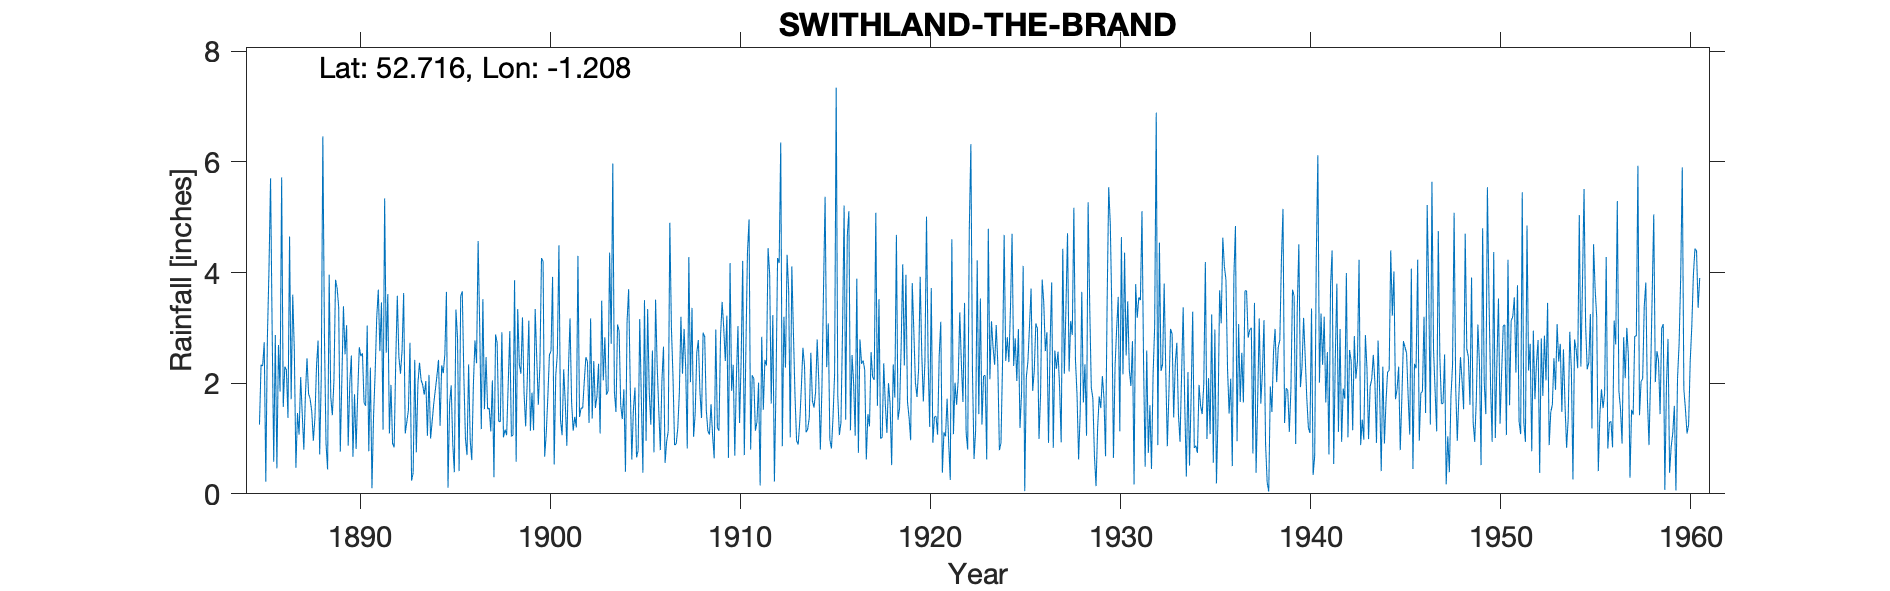 SWITHLAND-THE-BRAND
Lat: 52.716, Lon: -1.208
8
6
4
2
0
Rainfall [inches]
1890 1900 1910 1920 1930 1940 1950 1960
Year